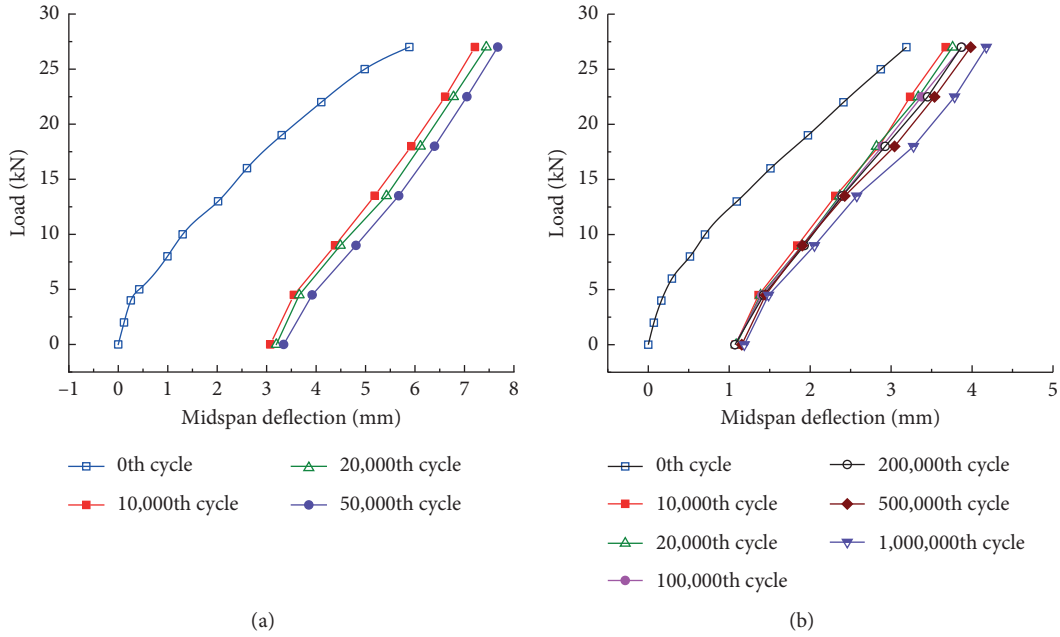 30
25
20
15
10
5
0
Load (kN)
–1 0 1 2 3 4 5 6 7 8
Midspan deflection (mm)
0th cycle
10,000th cycle
20,000th cycle
50,000th cycle
(a)
30
25
20
15
10
5
0
Load (kN)
0 1 2 3 4 5
Midspan deflection (mm)
0th cycle
10,000th cycle
20,000th cycle
100,000th cycle
200,000th cycle
500,000th cycle
1,000,000th cycle
(b)